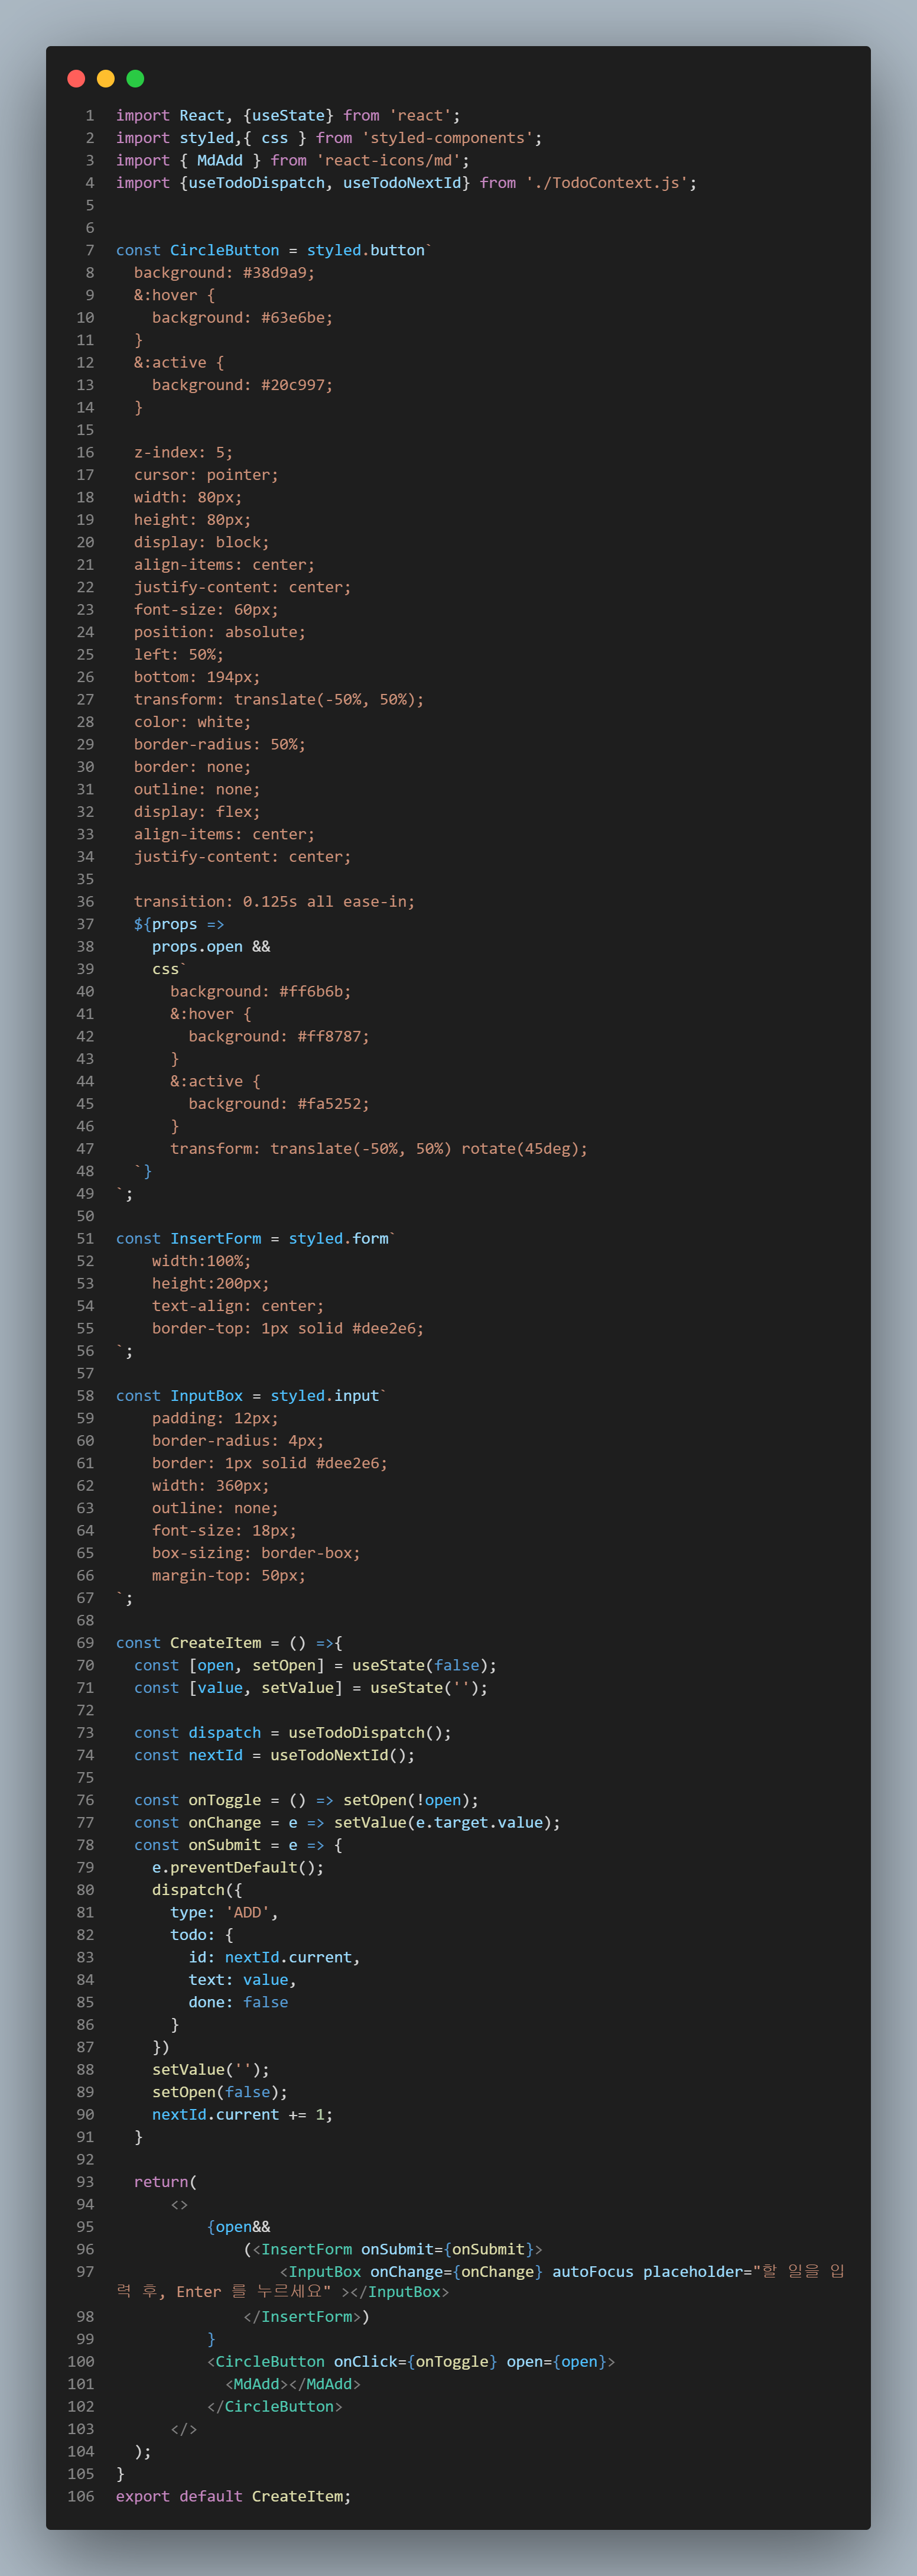 1 import React, {useState} from 'react';
2 import styled,{ css } from 'styled-components';
3 import { MdAdd } from 'react-icons/md';
4 import {useTodoDispatch, useTodoNextId} from './TodoContext.js';
5
6
7 const CircleButton = styled.button`
8   background: #38d9a9;
9   &:hover {
10     background: #63e6be;
11   }
12   &:active {
13     background: #20c997;
14   }
15
16   z-index: 5;
17   cursor: pointer;
18   width: 80px;
19   height: 80px;
20   display: block;
21   align-items: center;
22   justify-content: center;
23   font-size: 60px;
24   position: absolute;
25   left: 50%;
26   bottom: 194px;
27   transform: translate(-50%, 50%);
28   color: white;
29   border-radius: 50%;
30   border: none;
31   outline: none;
32   display: flex;
33   align-items: center;
34   justify-content: center;
35
36   transition: 0.125s all ease-in;
37   ${props =>
38     props.open &&
39     css`
40       background: #ff6b6b;
41       &:hover {
42         background: #ff8787;
43       }
44       &:active {
45         background: #fa5252;
46       }
47       transform: translate(-50%, 50%) rotate(45deg);
48   `}
49 `;
50
51 const InsertForm = styled.form`
52     width:100%;
53     height:200px;
54     text-align: center;
55     border-top: 1px solid #dee2e6;
56 `;
57
58 const InputBox = styled.input`
59     padding: 12px;
60     border-radius: 4px;
61     border: 1px solid #dee2e6;
62     width: 360px;
63     outline: none;
64     font-size: 18px;
65     box-sizing: border-box;
66     margin-top: 50px;
67 `;
68
69 const CreateItem = () =>{
70   const [open, setOpen] = useState(false);
71   const [value, setValue] = useState('');
72
73   const dispatch = useTodoDispatch();
74   const nextId = useTodoNextId();
75
76   const onToggle = () => setOpen(!open);
77   const onChange = e => setValue(e.target.value);
78   const onSubmit = e => {
79     e.preventDefault();
80     dispatch({
81       type: 'ADD',
82       todo: {
83         id: nextId.current,
84         text: value,
85         done: false
86       }
87     })
88     setValue('');
89     setOpen(false);
90     nextId.current += 1;
91   }
92
93   return(
94       <>
95           {open&&
96               (<InsertForm onSubmit={onSubmit}>
97                   <InputBox onChange={onChange} autoFocus placeholder="할 일을 입
력 후, Enter 를 누르세요" ></InputBox>
98               </InsertForm>)
99           }
100           <CircleButton onClick={onToggle} open={open}>
101             <MdAdd></MdAdd>
102           </CircleButton>
103       </>
104   );
105 }
106 export default CreateItem;